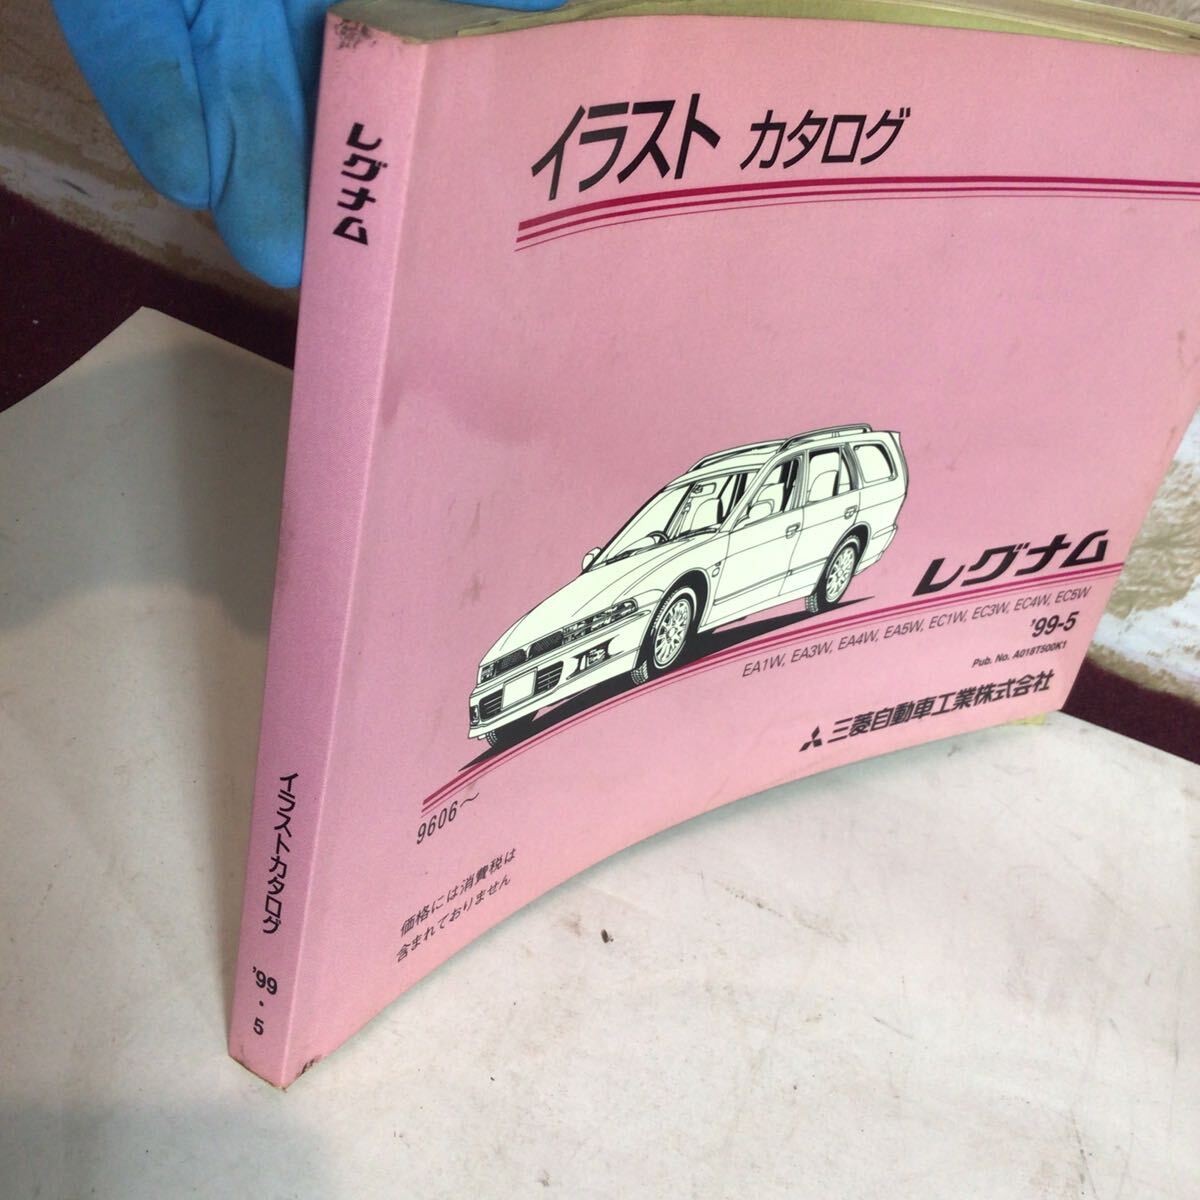 レグナム
イラストカタログ
'99・5
イラスト カタログ
レグナム
EA1W, EA3W, EA4W, EA5W, EC1W, EC3W, EC4W, EC5W
'99-5
Pub. No. A018T500K1
三菱自動車工業株式会社
9606〜
価格には消費税は
含まれておりません